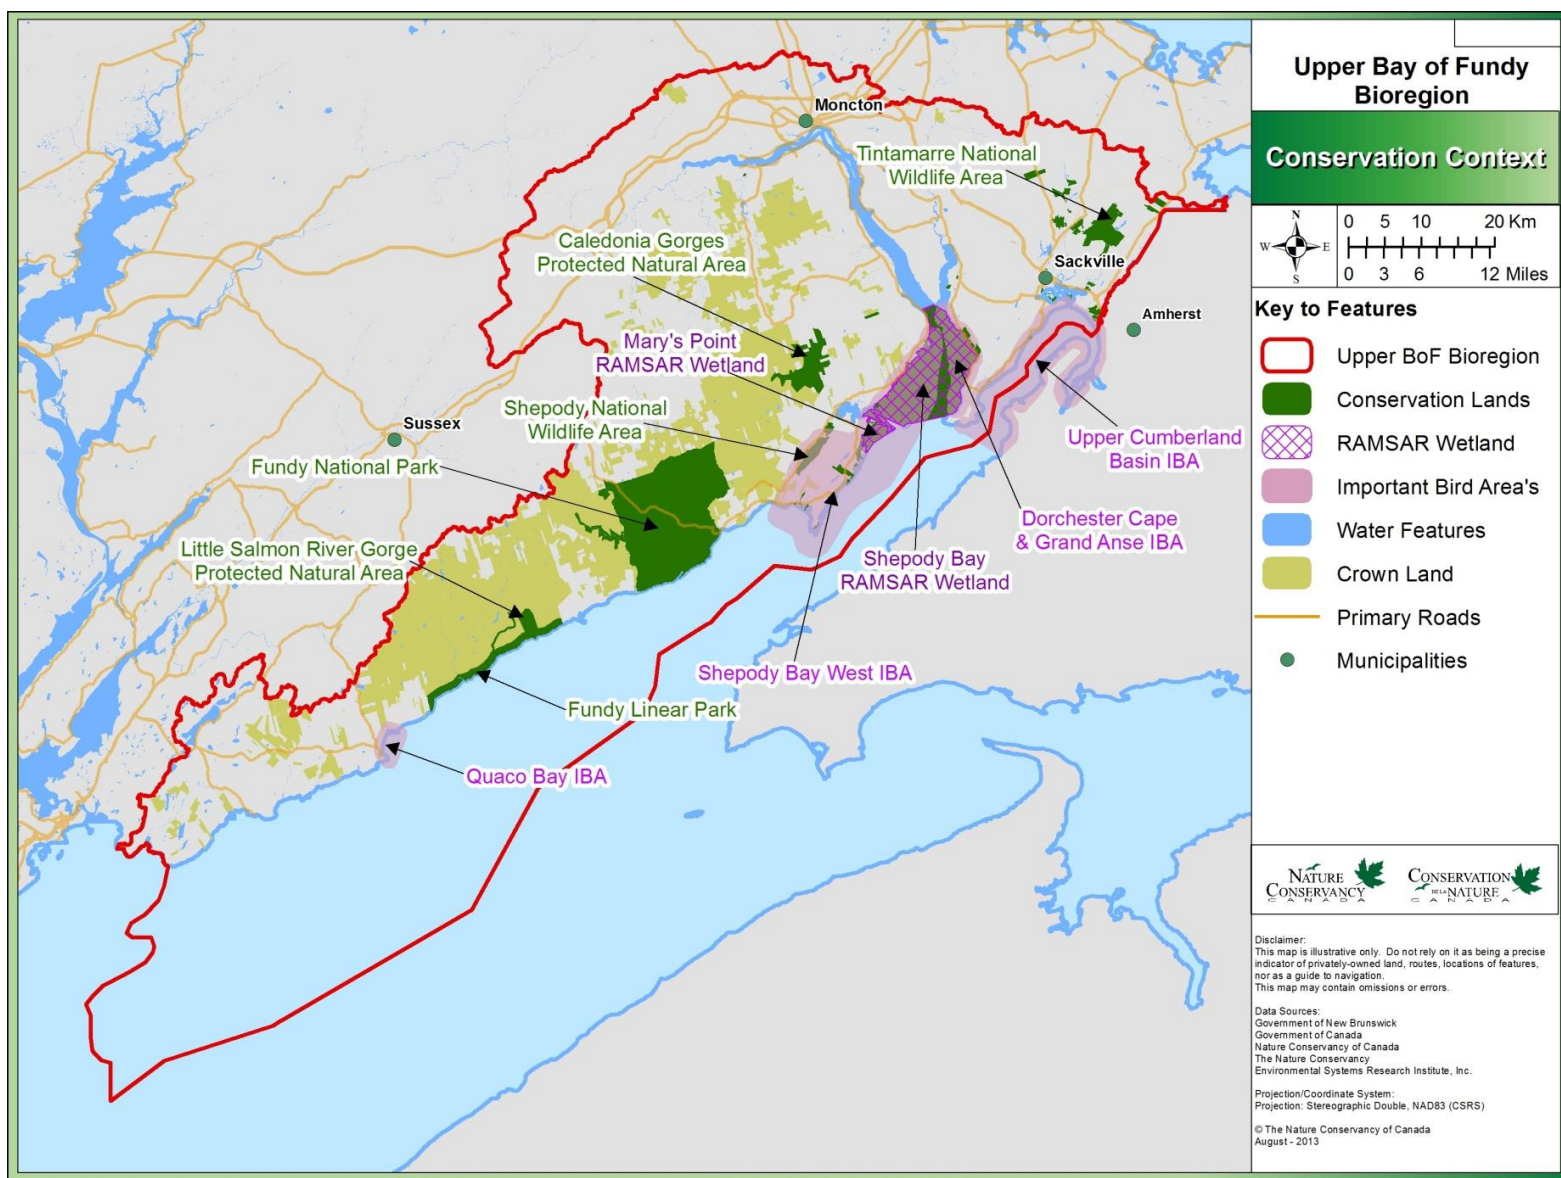 Moncton
Tintamarre National
Wildlife Area
Caledonia Gorges
Protected Natural Area
Sackville
Amherst
Mary's Point
RAMSAR Wetland
Shepody National
Wildlife Area
Sussex
Fundy National Park
Upper Cumberland
Basin IBA
Dorchester Cape
& Grand Anse IBA
Little Salmon River Gorge
Protected Natural Area
Shepody Bay
RAMSAR Wetland
Shepody Bay West IBA
Fundy Linear Park
Quaco Bay IBA
Upper Bay of Fundy
Bioregion
Conservation Context
N
W E
S
0 5 10 20 Km
0 3 6 12 Miles
Key to Features
Upper BoF Bioregion
Conservation Lands
RAMSAR Wetland
Important Bird Area's
Water Features
Crown Land
Primary Roads
Municipalities
NATURE
CONSERVANCY
CANADA
CONSERVATION
DE LA NATURE
CANADA
Disclaimer:
This map is illustrative only. Do not rely on it as being a precise
indicator of privately-owned land, routes, locations of features,
nor as a guide to navigation.
This map may contain omissions or errors.
Data Sources:
Government of New Brunswick
Government of Canada
Nature Conservancy of Canada
The Nature Conservancy
Environmental Systems Research Institute, Inc.
Projection/Coordinate System:
Projection: Stereographic Double, NAD83 (CSRS)
© The Nature Conservancy of Canada
August - 2013